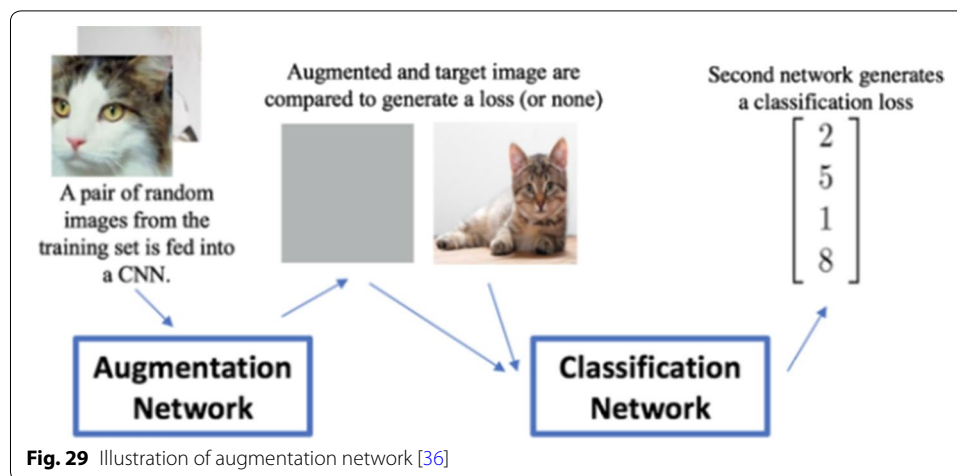 A pair of random
images from the
training set is fed into
a CNN.
Augmented and target image are
compared to generate a loss (or none)
Second network generates
a classification loss
2
5
1
8
Augmentation
Network
Classification
Network
Fig. 29 Illustration of augmentation network [36]